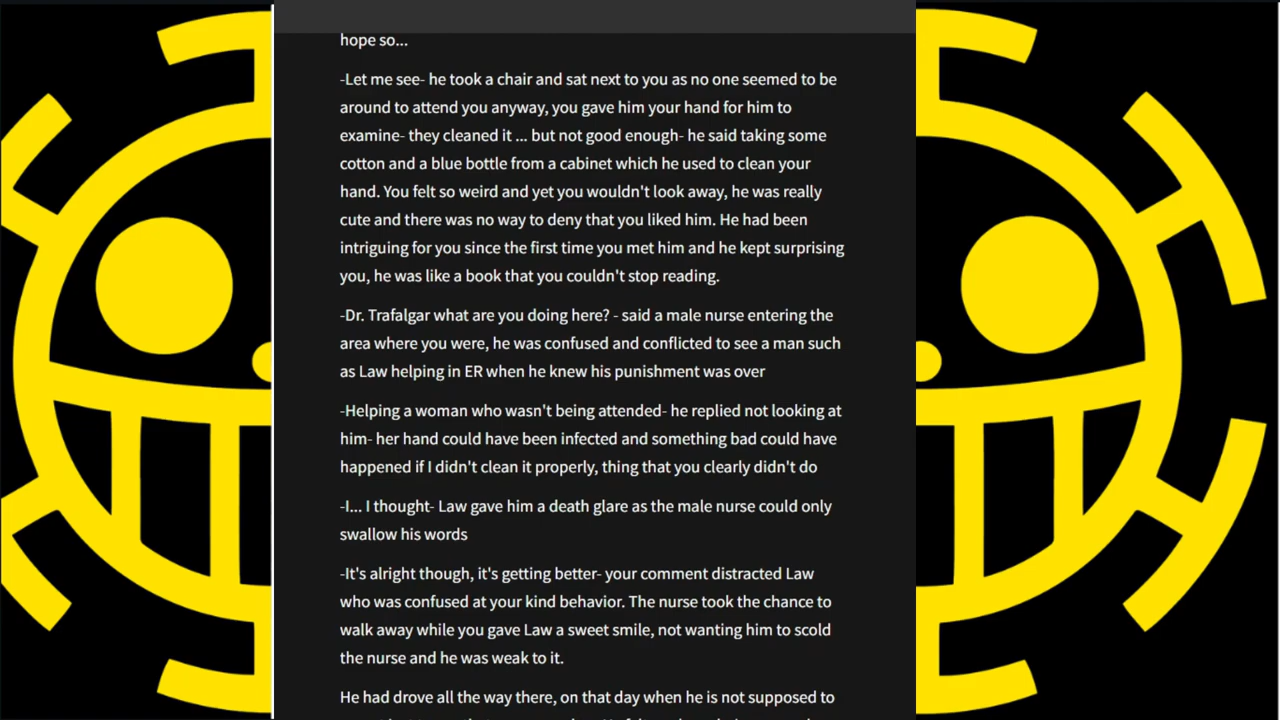 hope so...
-Let me see- he took a chair and sat next to you as no one seemed to be
around to attend you anyway, you gave him your hand for him to
examine- they cleaned it ... but not good enough- he said taking some
cotton and a blue bottle from a cabinet which he used to clean your
hand. You felt so weird and yet you wouldn't look away, he was really
cute and there was no way to deny that you liked him. He had been
intriguing for you since the first time you met him and he kept surprising
you, he was like a book that you couldn't stop reading.
-Dr. Trafalgar what are you doing here? - said a male nurse entering the
area where you were, he was confused and conflicted to see a man such
as Law helping in ER when he knew his punishment was over
-Helping a woman who wasn't being attended- he replied not looking at
him- her hand could have been infected and something bad could have
happened if I didn't clean it properly, thing that you clearly didn't do
-I... I thought- Law gave him a death glare as the male nurse could only
swallow his words
-It's alright though, it's getting better- your comment distracted Law
who was confused at your kind behavior. The nurse took the chance to
walk away while you gave Law a sweet smile, not wanting him to scold
the nurse and he was weak to it.
He had drove all the way there, on that day when he is not supposed to